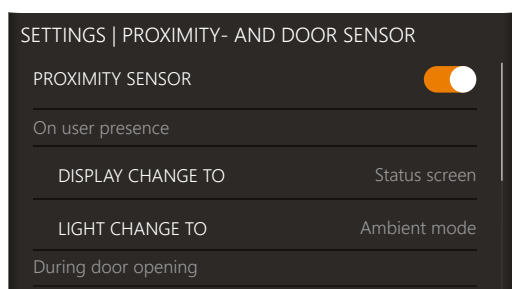 SETTINGS | PROXIMITY- AND DOOR SENSOR
PROXIMITY SENSOR
On user presence
DISPLAY CHANGE TO Status screen
LIGHT CHANGE TO Ambient mode
During door opening